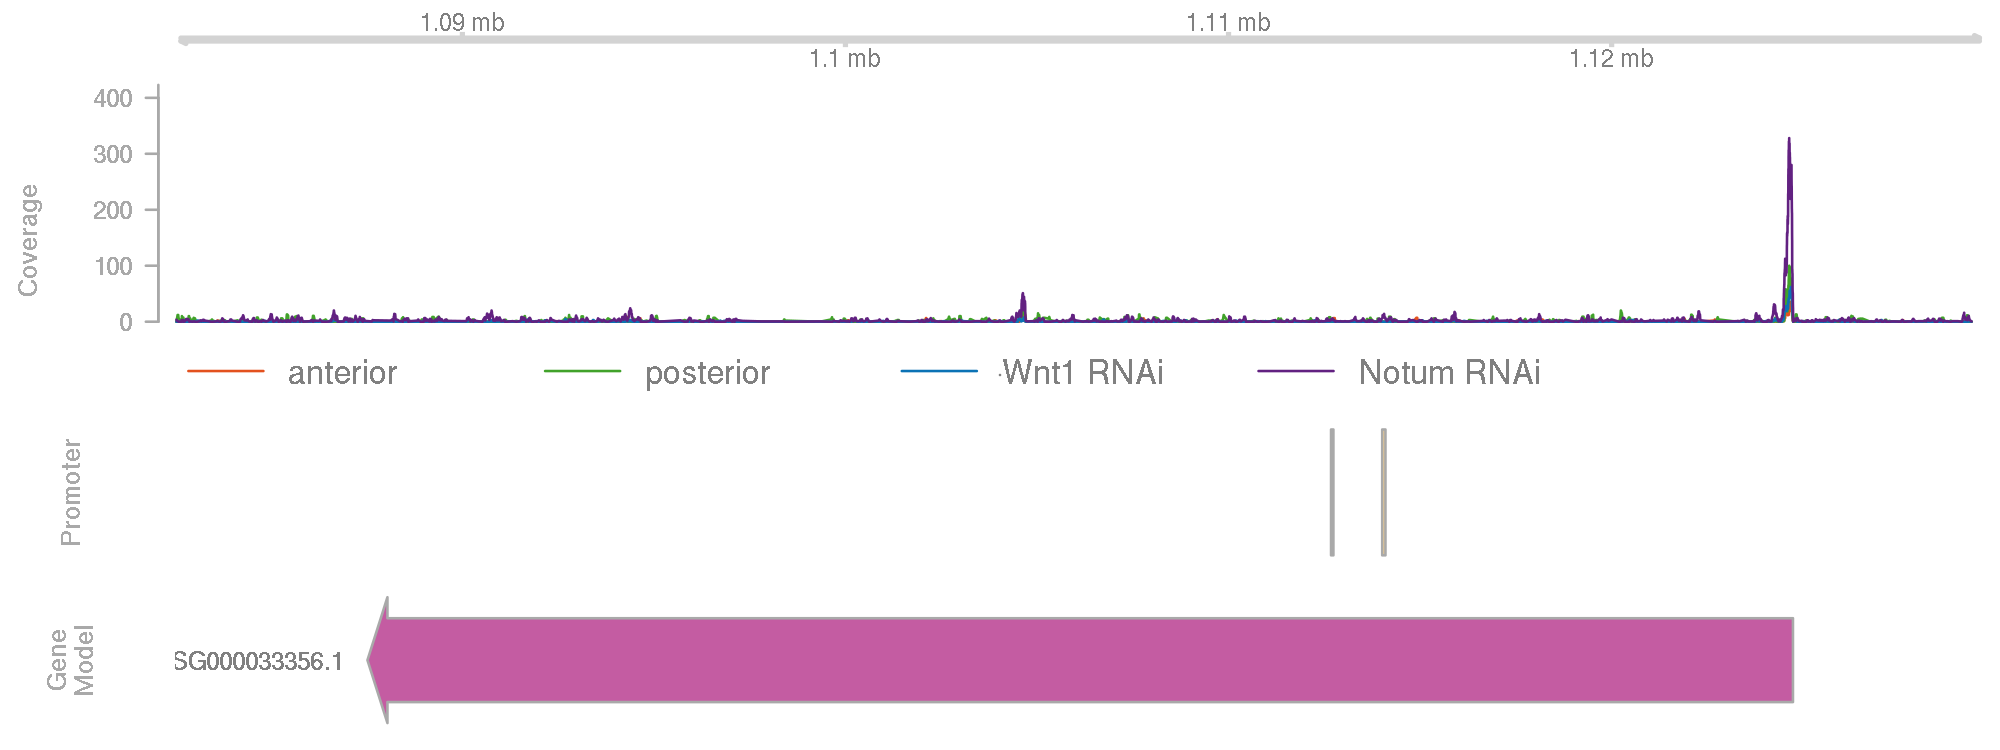 1.09 mb
1.11 mb
1.1 mb
1.12 mb
Coverage
400
300
200
100
0
anterior
posterior
Wnt1 RNAi
Notum RNAi
Promoter
Gene
Model
SG000033356.1